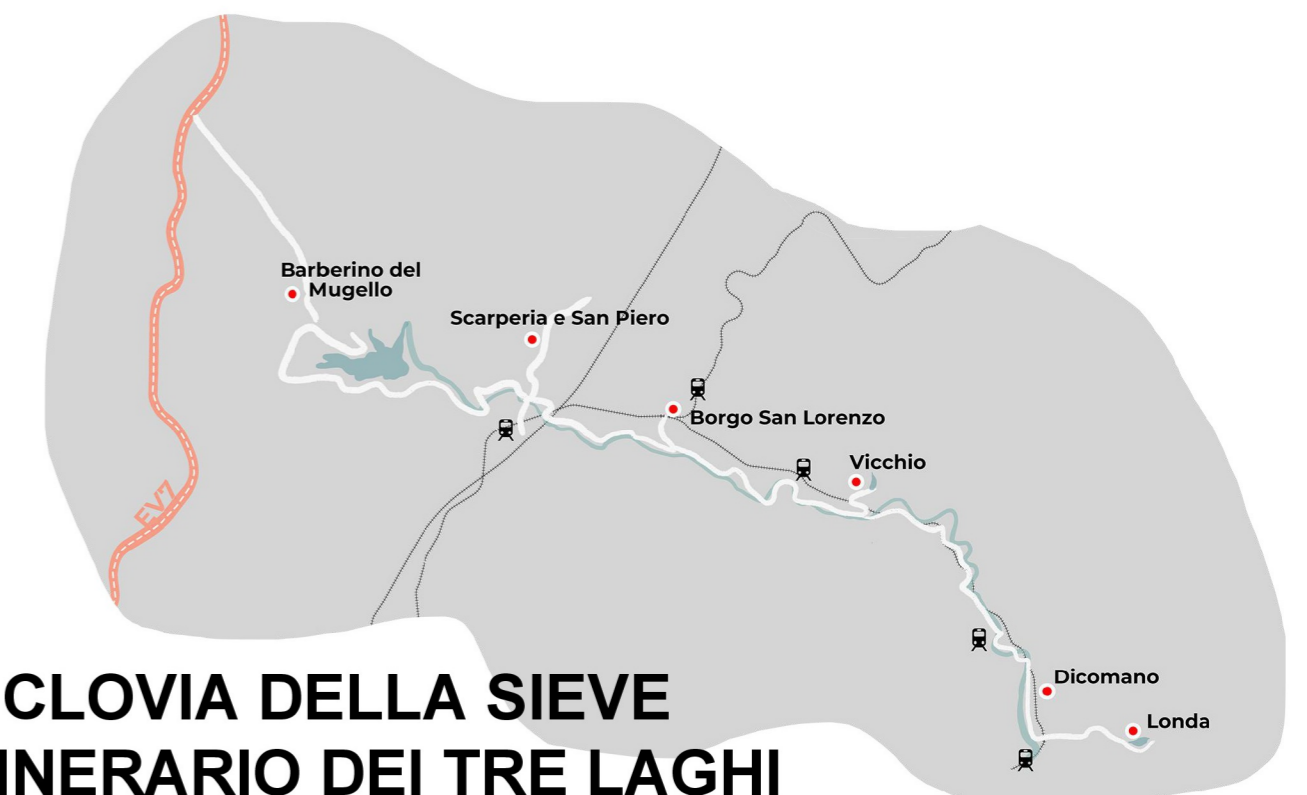 Barberino del
Mugello
Scarperia e San Piero
Borgo San Lorenzo
Vicchio
EV7
Dicomano
Londa
CLOVIA DELLA SIEVE
INERARIO DEI TRE LAGHI